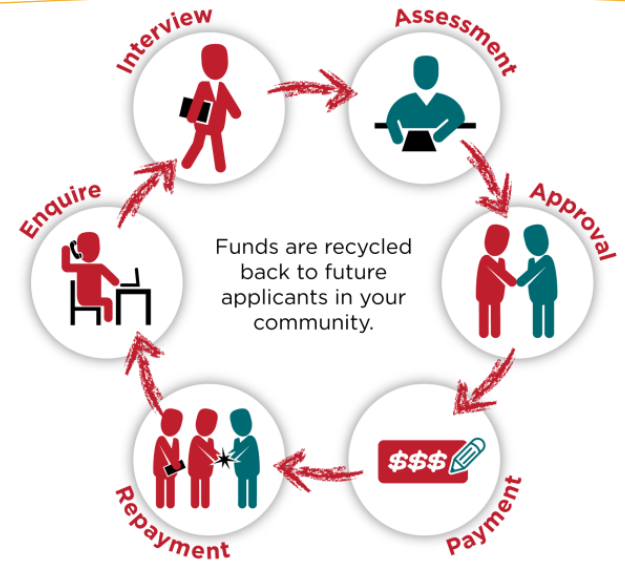 Interview
Assessment
Enquire
Approval
Funds are recycled
back to future
applicants in your
community.
$$$
Repayment
Payment